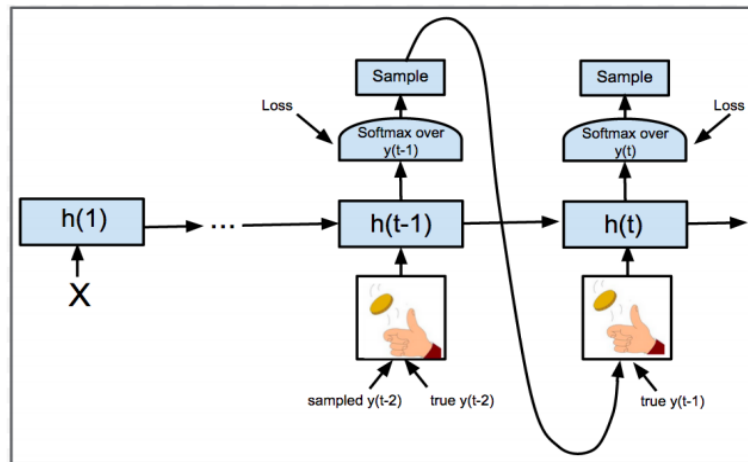 Sample
Sample
Loss
Loss
Softmax over
y(t-1)
Softmax over
y(t)
h(1)
...
h(t-1)
h(t)
X
sampled y(t-2)
true y(t-2)
true y(t-1)